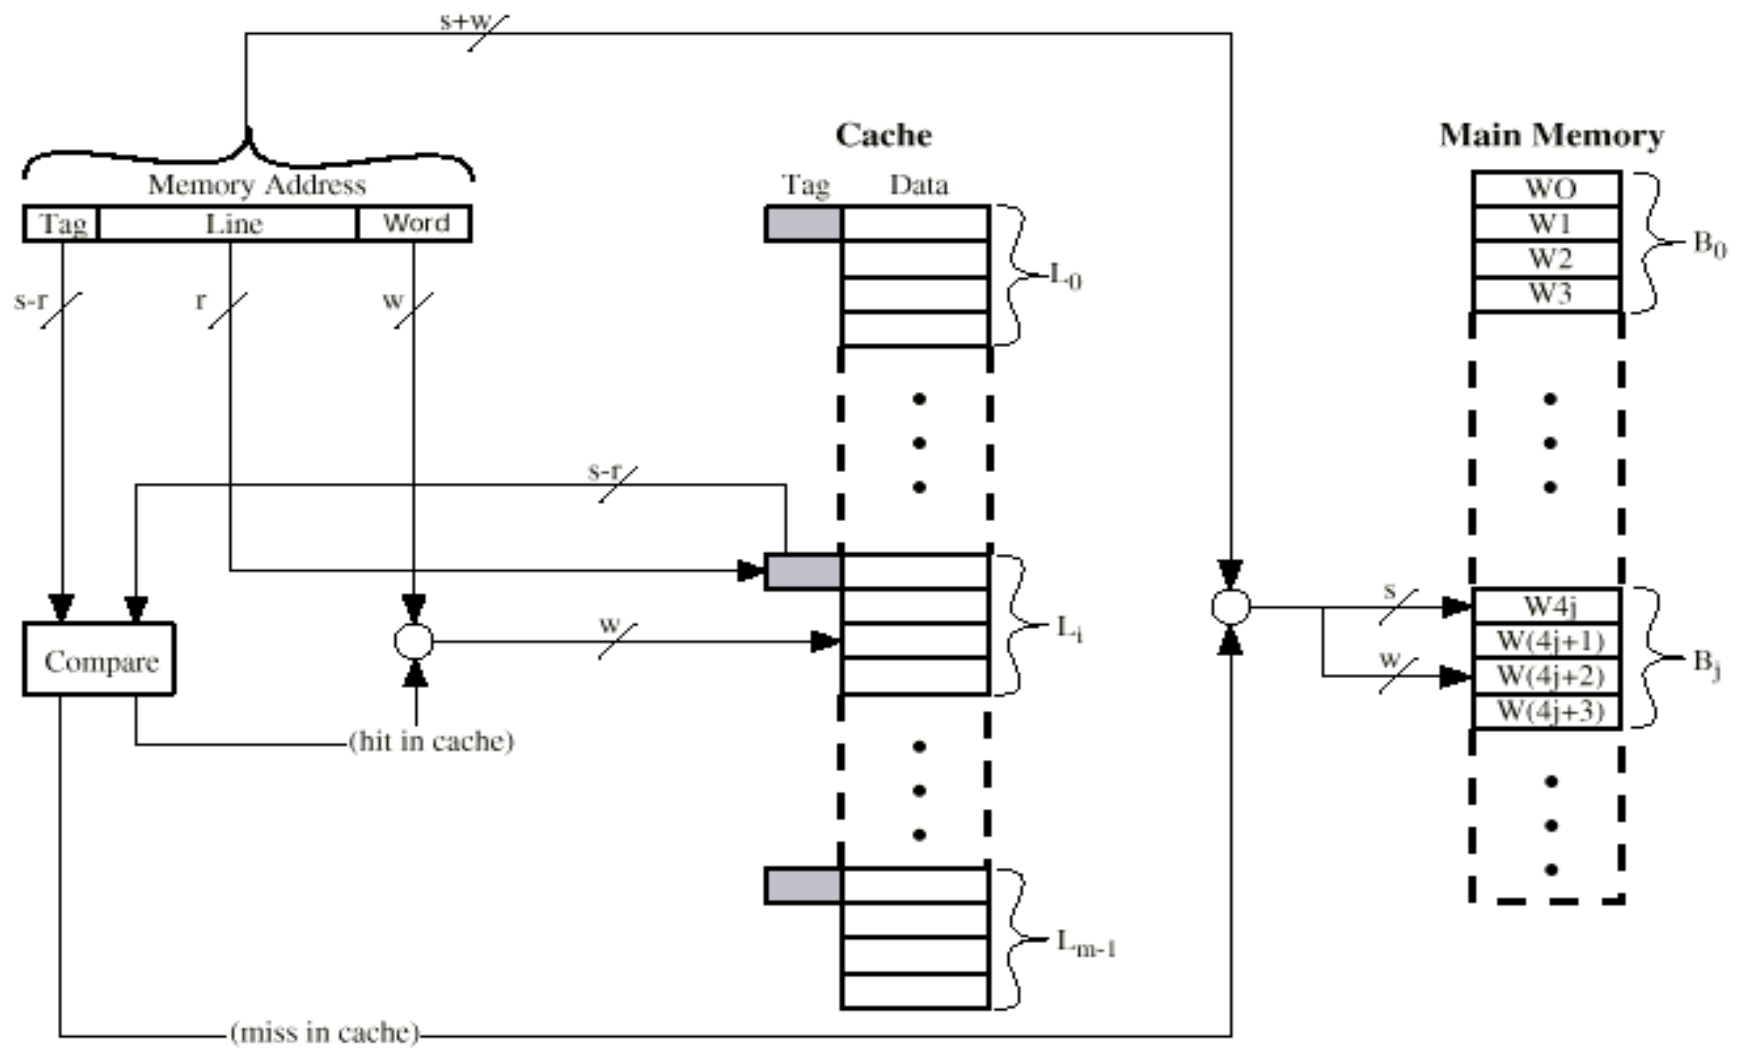 s+w
Cache
Main Memory
Memory Address
Tag Data
Tag Line Word
WO
W1
W2
W3
B0
L0
s-r
r
w
s-r
s
W4j
W(4j+1)
W(4j+2)
W(4j+3)
w
Bj
w
Li
Compare
(hit in cache)
Lm-1
(miss in cache)